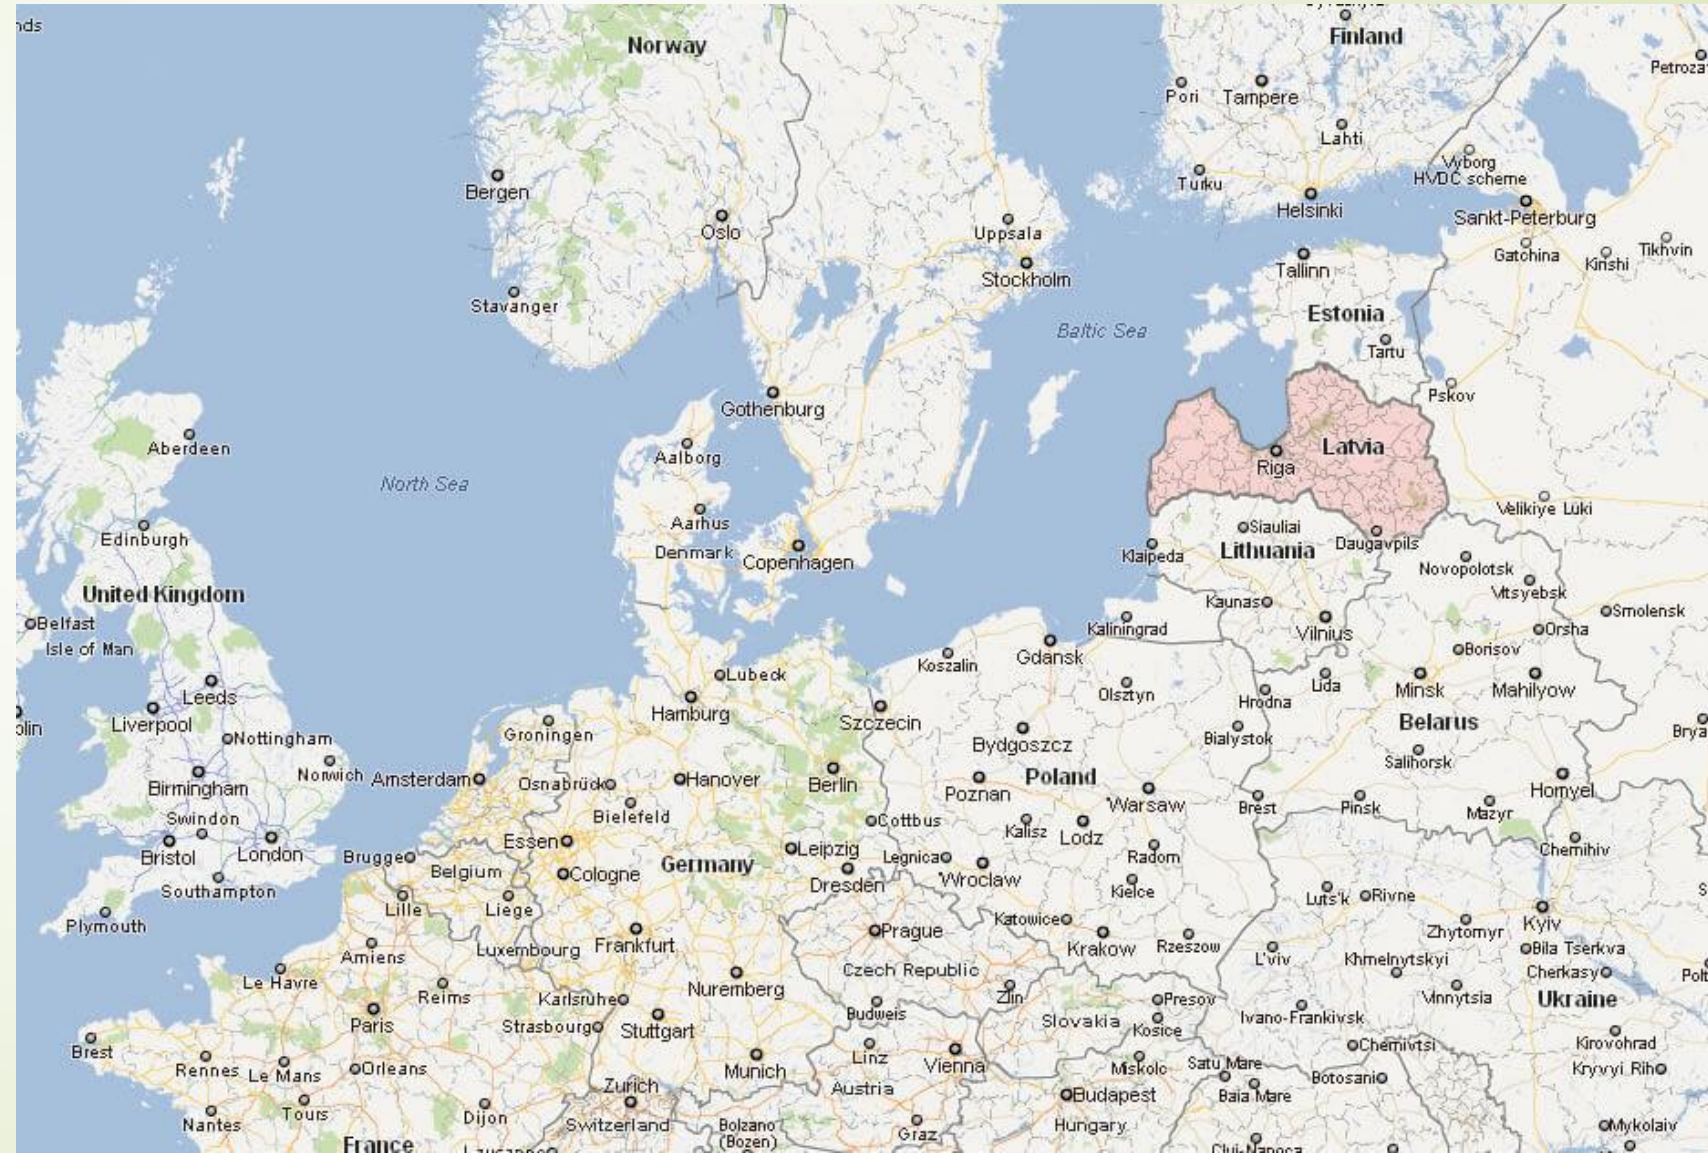 Norway
Finland
Pori
Tampere
Lahti
Vyborg
HVDC scheme
Turku
Helsinki
Sankt-Peterburg
Bergen
Oslo
Uppsala
Stockholm
Tallinn
Gatchina
Kirishi
Tikhvin
Stavanger
Estonia
Baltic Sea
Tartu
Pskov
Gothenburg
Aberdeen
Aalborg
Latvia
Riga
North Sea
Velikiye Luki
Aarhus
Edinburgh
Denmark
Copenhagen
Siauliai
Klaipeda
Lithuania
Daugavpils
Novopolotsk
Vitsyebsk
United Kingdom
Kaunas
Smolensk
Belfast
Kaliningrad
Vilnius
Orsha
Isle of Man
Borisov
Koszalin
Gdansk
Lubeck
Leeds
Olsztyn
Hrodna
Lida
Minsk
Mahilyow
Liverpool
Hamburg
Szczecin
Belarus
Nottingham
Groningen
Bydgoszcz
Bialystok
Salihorsk
Norwich
Amsterdam
Osnabrück
Hanover
Berlin
Poland
Birmingham
Poznan
Warsaw
Brest
Pinsk
Mazyr
Homyel
Swindon
Bielefeld
Cottbus
Kalisz
Lodz
Bristol
London
Essen
Leipzig
Legnica
Radom
Chernihiv
Brugge
Belgium
Germany
Cologne
Dresden
Wroclaw
Kielce
Southampton
Lille
Liege
Luts'k
Rivne
Plymouth
Katowice
Kyiv
Prague
Zhytomyr
Amiens
Luxembourg
Frankfurt
Krakow
Rzeszow
L'viv
Khmelnytskyi
Bila Tserkva
Le Havre
Czech Republic
Cherkasy
Reims
Karlsruhe
Nuremberg
Zlin
Presov
Vinnytsia
Ukraine
Paris
Strasbourg
Stuttgart
Budweis
Slovakia
Kosice
Ivano-Frankivsk
Brest
Linz
Vienna
Chernivtsi
Kirovohrad
Rennes
Le Mans
Orleans
Munich
Miskolc
Satu Mare
Botosani
Kryvyi Rih
Zurich
Austria
Budapest
Baia Mare
Nantes
Tours
Dijon
Switzerland
Bolzano
(Bozen)
Graz
Hungary
Mykolaiv
France